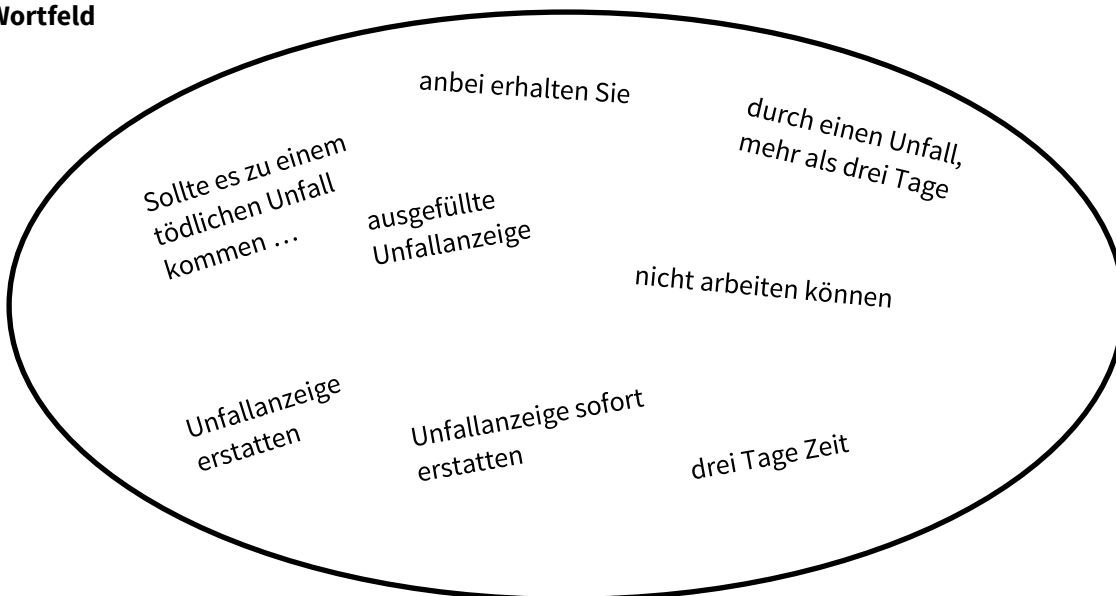 Wortfeld
anbei erhalten Sie
durch einen Unfall,
mehr als drei Tage
Sollte es zu einem
tödlichen Unfall
kommen …
ausgefüllte
Unfallanzeige
nicht arbeiten können
Unfallanzeige
erstatten
Unfallanzeige sofort
erstatten
drei Tage Zeit